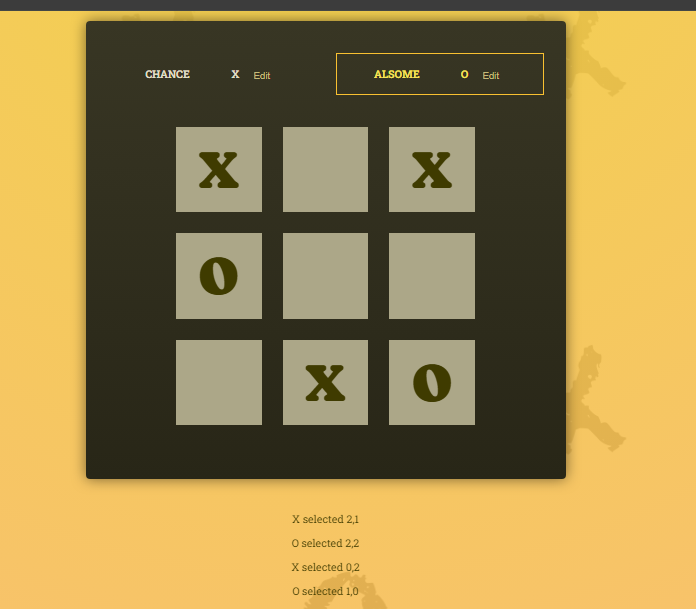 CHANCE X Edit ALSOME O Edit
X X
O
X O
X selected 2,1
O selected 2,2
X selected 0,2
O selected 1,0